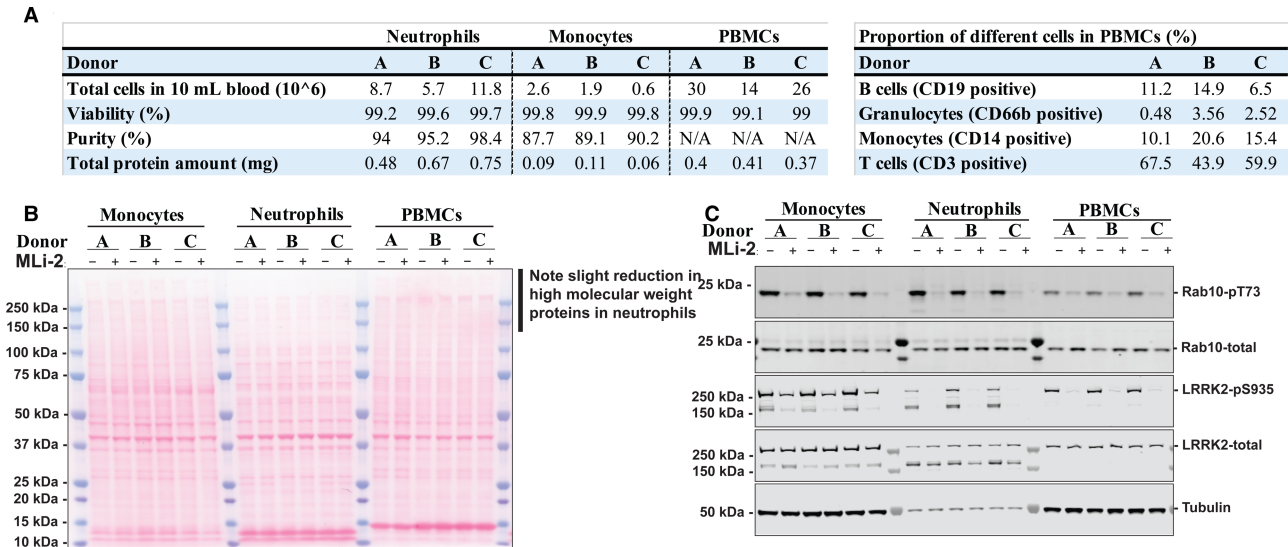 A
Neutrophils Monocytes PBMCs
Donor A B C A B C A B C
Total cells in 10 mL blood (10^6) 8.7 5.7 11.8 2.6 1.9 0.6 30 14 26
Viability (%) 99.2 99.6 99.7 99.8 99.9 99.8 99.9 99.1 99
Purity (%) 94 95.2 98.4 87.7 89.1 90.2 N/A N/A N/A
Total protein amount (mg) 0.48 0.67 0.75 0.09 0.11 0.06 0.4 0.41 0.37
Proportion of different cells in PBMCs (%)
Donor A B C
B cells (CD19 positive) 11.2 14.9 6.5
Granulocytes (CD66b positive) 0.48 3.56 2.52
Monocytes (CD14 positive) 10.1 20.6 15.4
T cells (CD3 positive) 67.5 43.9 59.9
B
Monocytes Neutrophils PBMCs
Donor A B C A B C A B C
MLi-2: - + - + - + - + - + - + - + - + - +
250 kDa -
150 kDa -
100 kDa -
75 kDa -
50 kDa -
37 kDa -
25 kDa -
20 kDa -
15 kDa -
10 kDa -
Note slight reduction in
high molecular weight
proteins in neutrophils
C
Monocytes Neutrophils PBMCs
Donor A B C A B C A B C
MLi-2: - + - + - + - + - + - + - + - + - +
25 kDa - - Rab10-pT73
25 kDa - - Rab10-total
- LRRK2-pS935
250 kDa -
150 kDa -
- LRRK2-total
250 kDa -
150 kDa -
50 kDa - - Tubulin